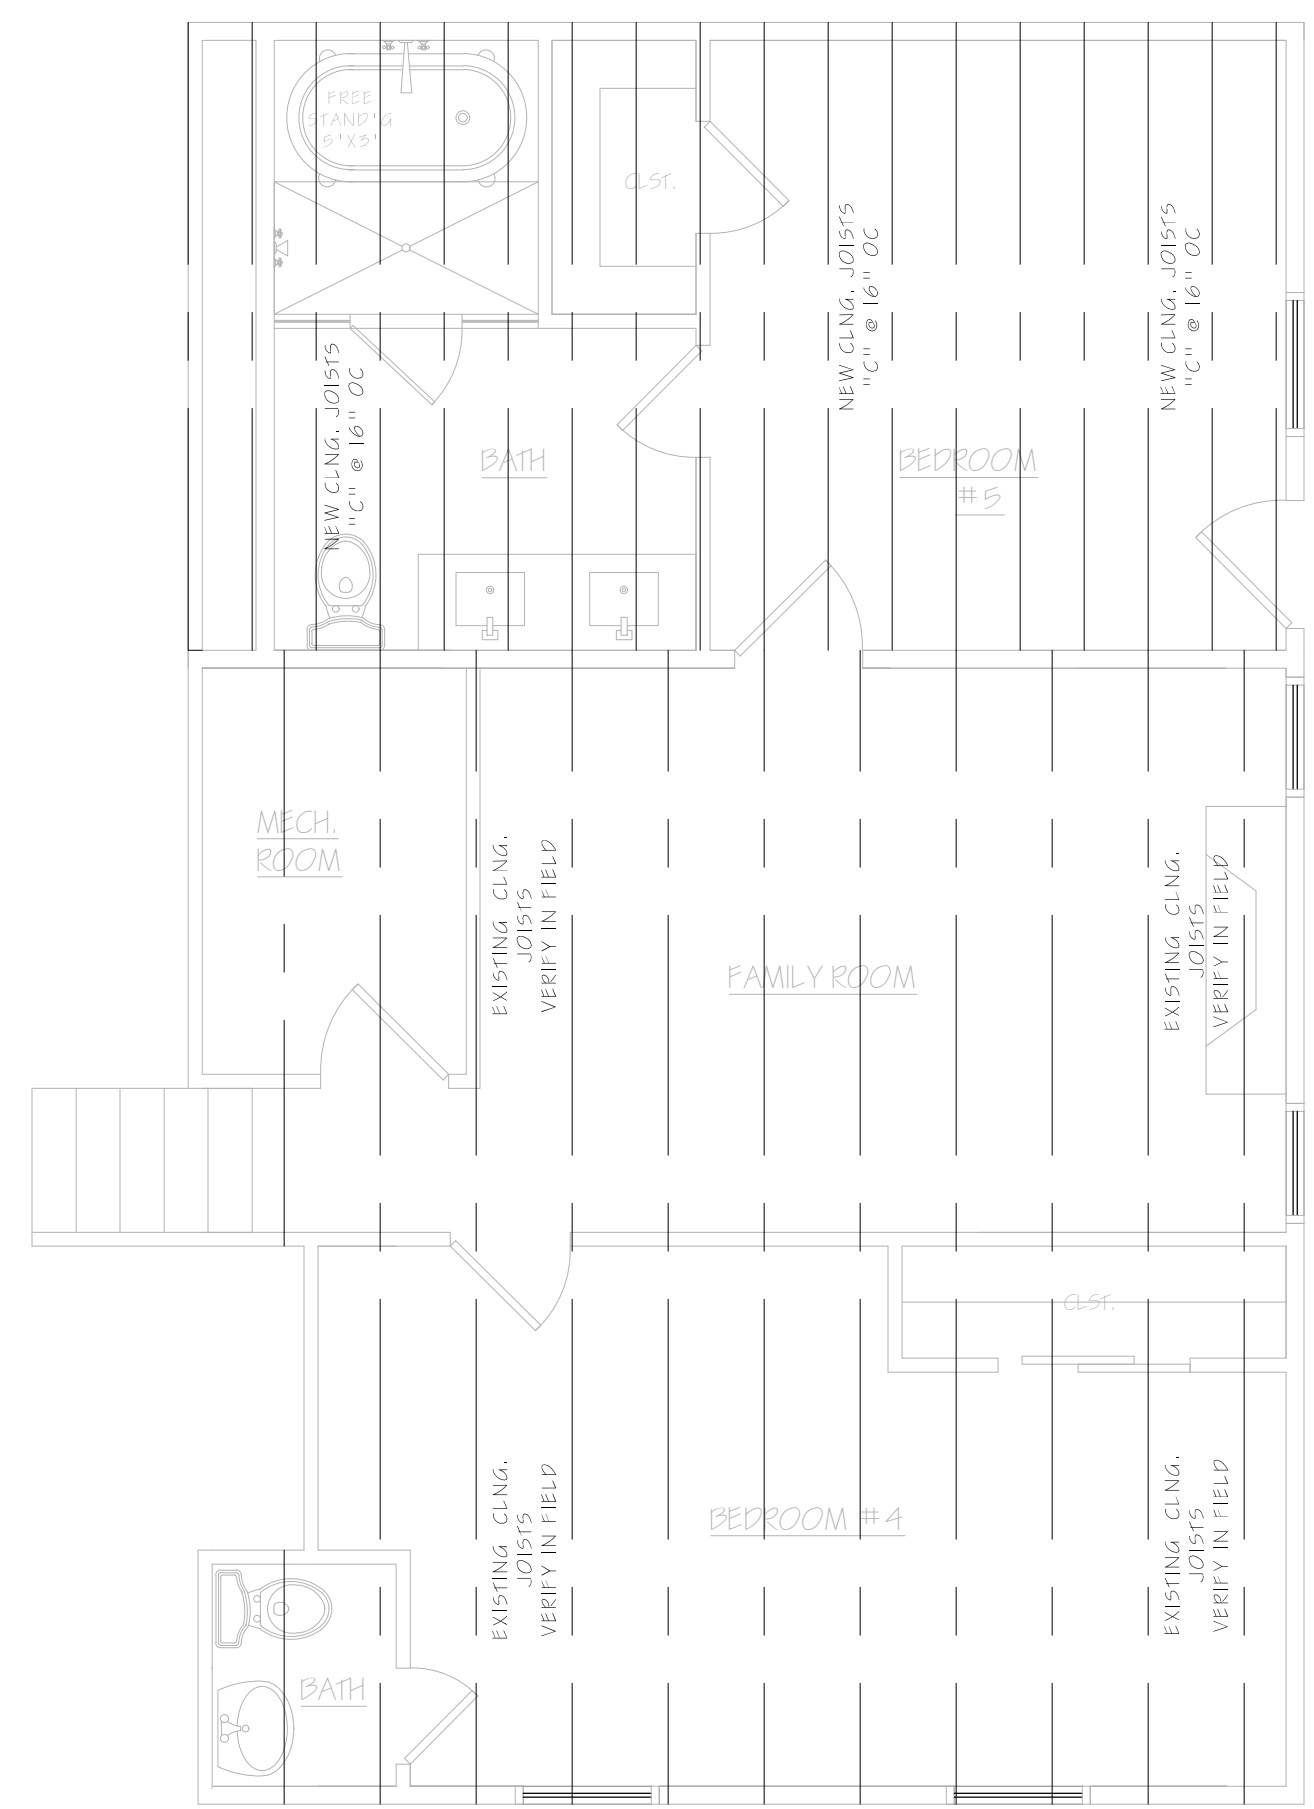 FREE
STAND'G
5'X3'
CLST.
NEW CLNG. JOISTS
"C" @ 16" OC
NEW CLNG. JOISTS
"C" @ 16" OC
NEW CLNG. JOISTS
"C" @ 16" OC
BATH
BEDROOM
#5
MECH.
ROOM
EXISTING CLNG.
JOISTS
VERIFY IN FIELD
FAMILY ROOM
EXISTING CLNG.
JOISTS
VERIFY IN FIELD
CLST.
EXISTING CLNG.
JOISTS
VERIFY IN FIELD
BEDROOM #4
EXISTING CLNG.
JOISTS
VERIFY IN FIELD
BATH